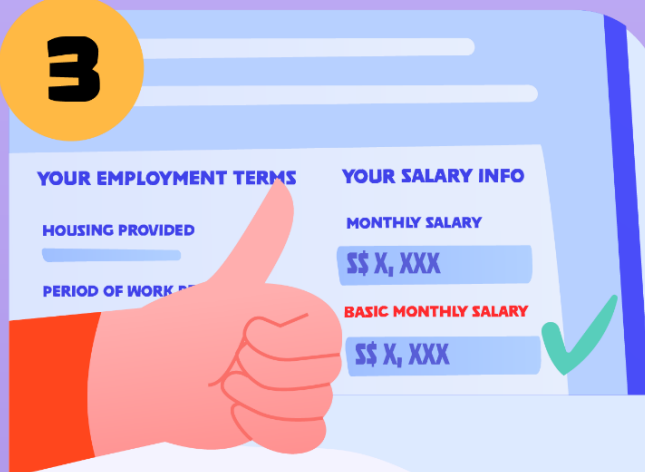 3
YOUR EMPLOYMENT TERMS
HOUSING PROVIDED
PERIOD OF WORK
YOUR SALARY INFO
MONTHLY SALARY
S$ X, XXX
BASIC MONTHLY SALARY
S$ X, XXX